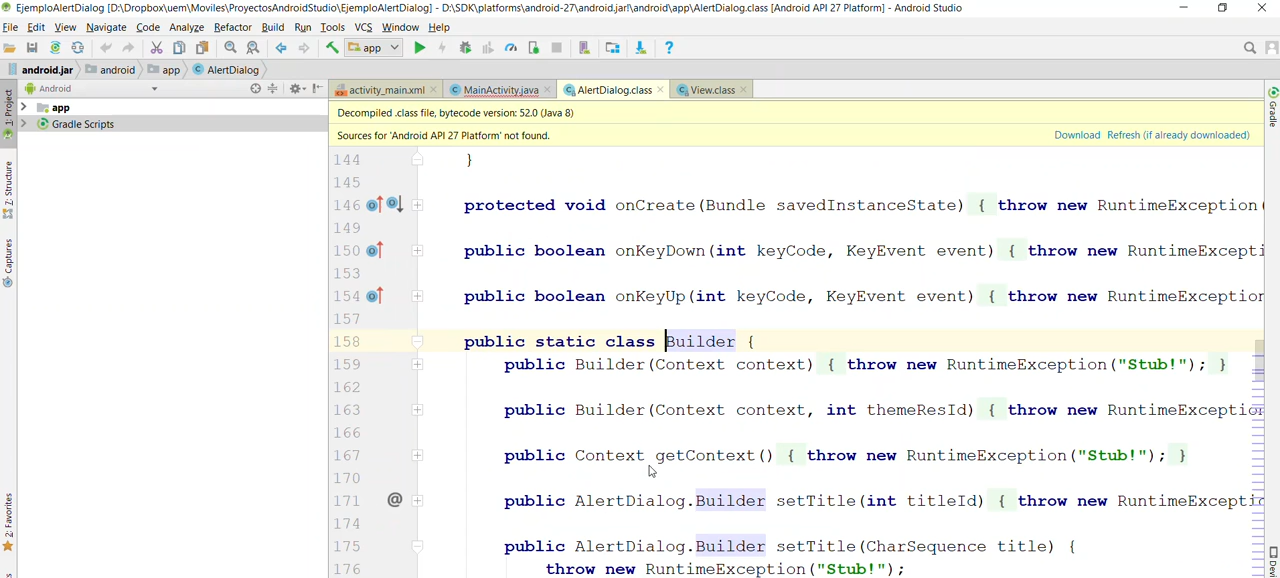 EjemploAlertDialog [D:\Dropbox\uem\Moviles\ProyectosAndroidStudio\EjemploAlertDialog] - D:\SDK\platforms\android-27\android.jar!\android\app\AlertDialog.class [Android API 27 Platform] - Android Studio
File Edit View Navigate Code Analyze Refactor Build Run Tools VCS Window Help
app
android.jar android app AlertDialog
Android
activity_main.xml MainActivity.java AlertDialog.class View.class
1: Project
app
Gradle Scripts
Z: Structure
Captures
2: Favorites
Gradle
Decompiled .class file, bytecode version: 52.0 (Java 8)
Sources for 'Android API 27 Platform' not found. Download Refresh (if already downloaded)
144 }
145
146 protected void onCreate(Bundle savedInstanceState) { throw new RuntimeException(
149
150 public boolean onKeyDown(int keyCode, KeyEvent event) { throw new RuntimeExcepti
153
154 public boolean onKeyUp(int keyCode, KeyEvent event) { throw new RuntimeException
157
158 public static class Builder {
159 public Builder(Context context) { throw new RuntimeException("Stub!"); }
162
163 public Builder(Context context, int themeResId) { throw new RuntimeException
166
167 public Context getContext() { throw new RuntimeException("Stub!"); }
170
171 @ public AlertDialog.Builder setTitle(int titleId) { throw new RuntimeExceptio
174
175 public AlertDialog.Builder setTitle(CharSequence title) {
176 throw new RuntimeException("Stub!");